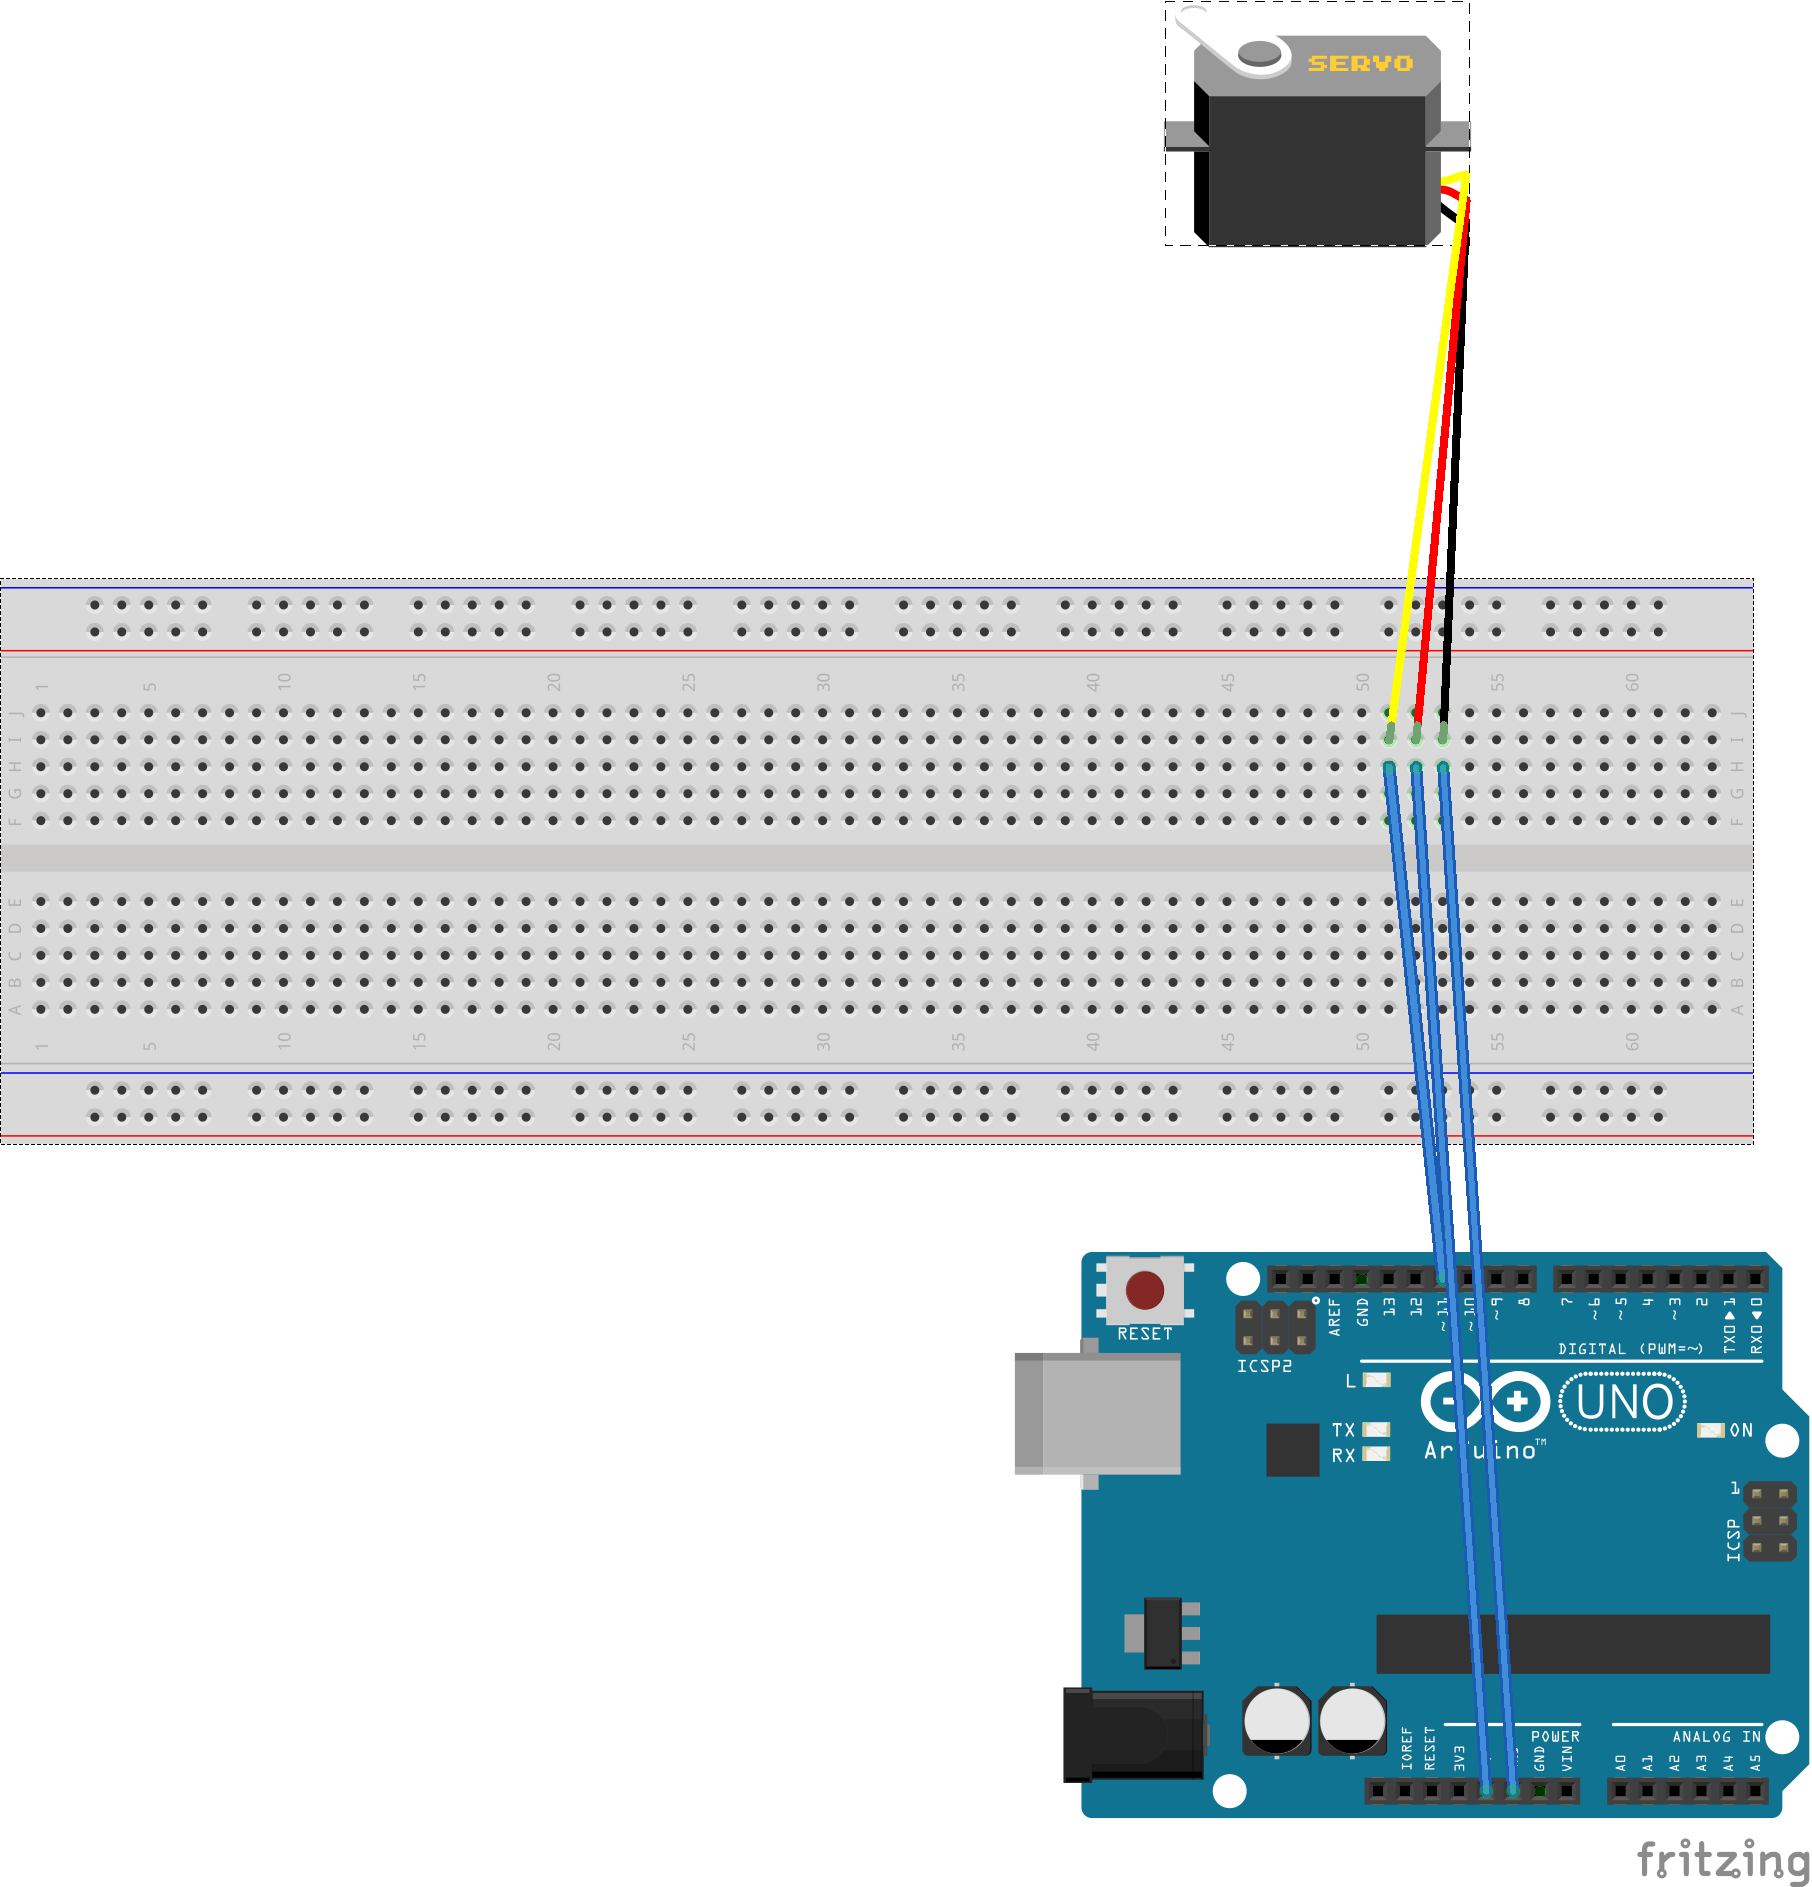 SERVO
1 5 10 15 20 25 30 35 40 45 50 55 60
J J
I I
H H
G G
F F
E E
D D
C C
B B
A A
1 5 10 15 20 25 30 35 40 45 50 55 60
RESET
AREF GND 13 12 ~11 ~10 ~9 8 7 ~6 ~5 4 ~3 2 TX0▶1 RX0◀0
DIGITAL (PWM=~)
ICSP2
L
TX
RX
UNO
Arduino™
ON
1
ICSP
POWER
ANALOG IN
IOREF RESET 3V3 GND VIN A0 A1 A2 A3 A4 A5
fritzing